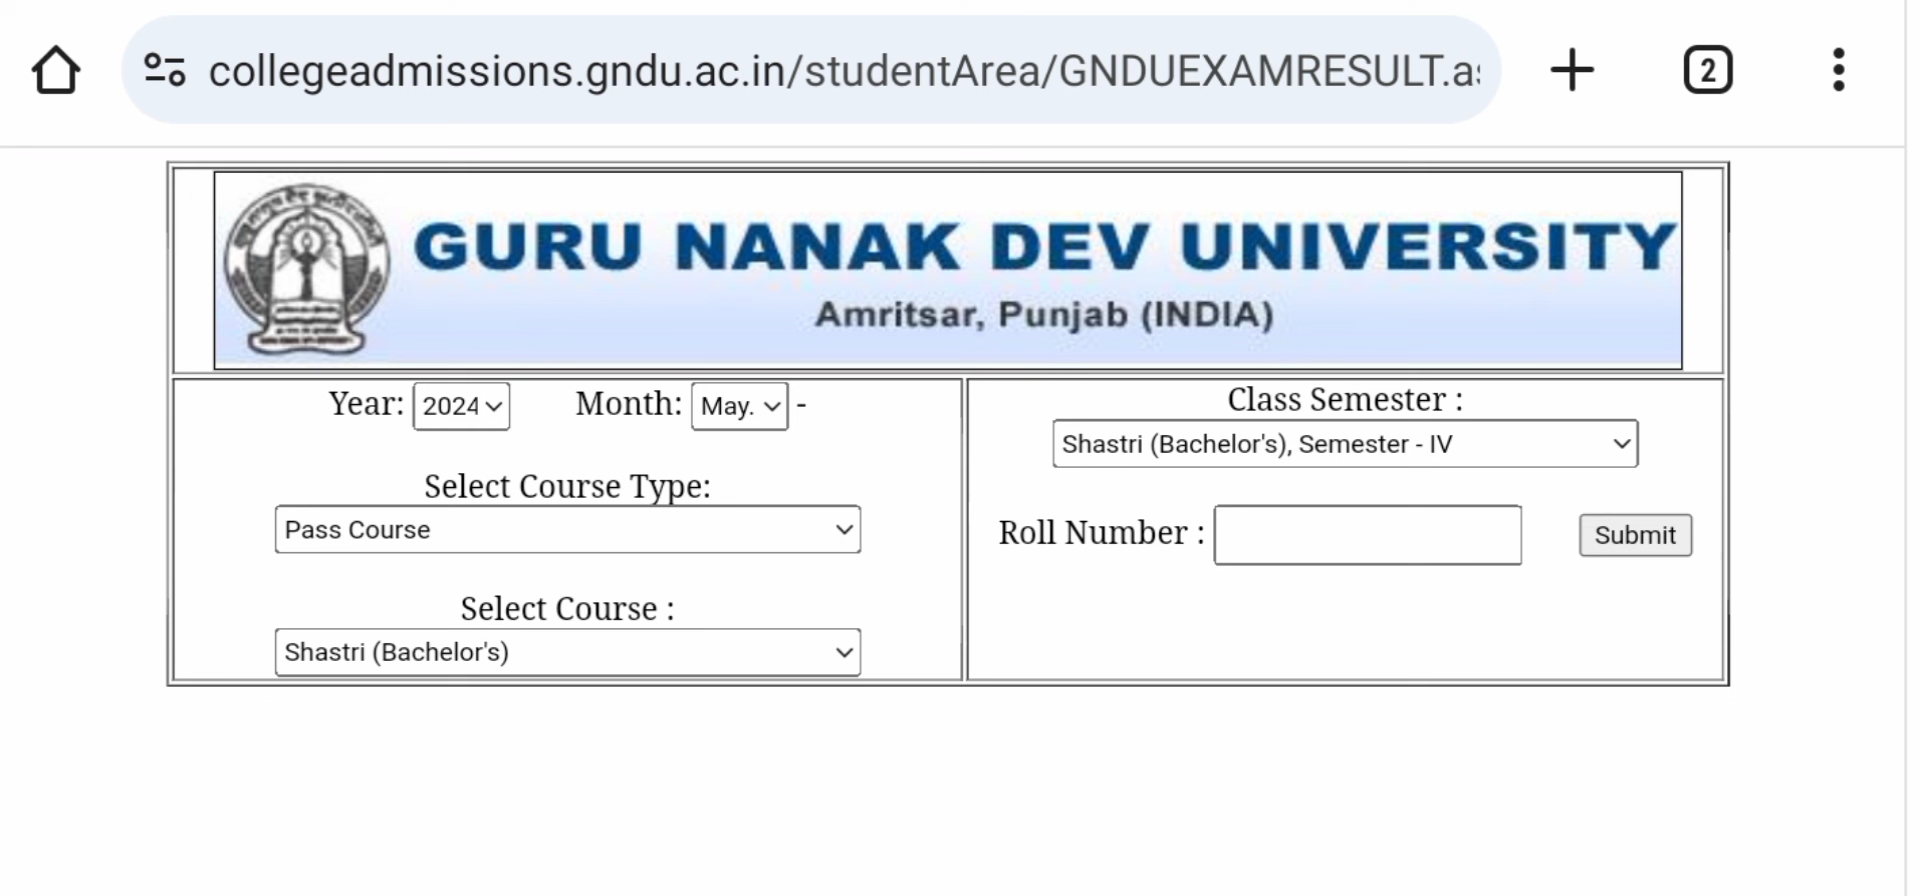 collegeadmissions.gndu.ac.in/studentArea/GNDUEXAMRESULT.as
2
GURU NANAK DEV UNIVERSITY
Amritsar, Punjab (INDIA)
Year: 2024 Month: May. -
Select Course Type:
Pass Course
Select Course :
Shastri (Bachelor's)
Class Semester :
Shastri (Bachelor's), Semester - IV
Roll Number : Submit